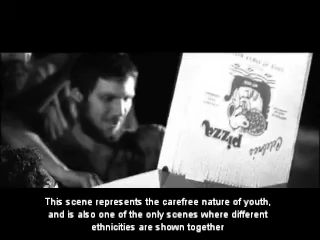 pizza
This scene represents the carefree nature of youth,
and is also one of the only scenes where different
ethnicities are shown together